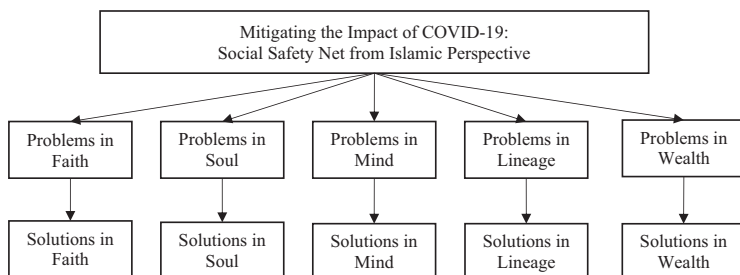 Mitigating the Impact of COVID-19:
Social Safety Net from Islamic Perspective
Problems in
Faith
Problems in
Soul
Problems in
Mind
Problems in
Lineage
Problems in
Wealth
Solutions in
Faith
Solutions in
Soul
Solutions in
Mind
Solutions in
Lineage
Solutions in
Wealth